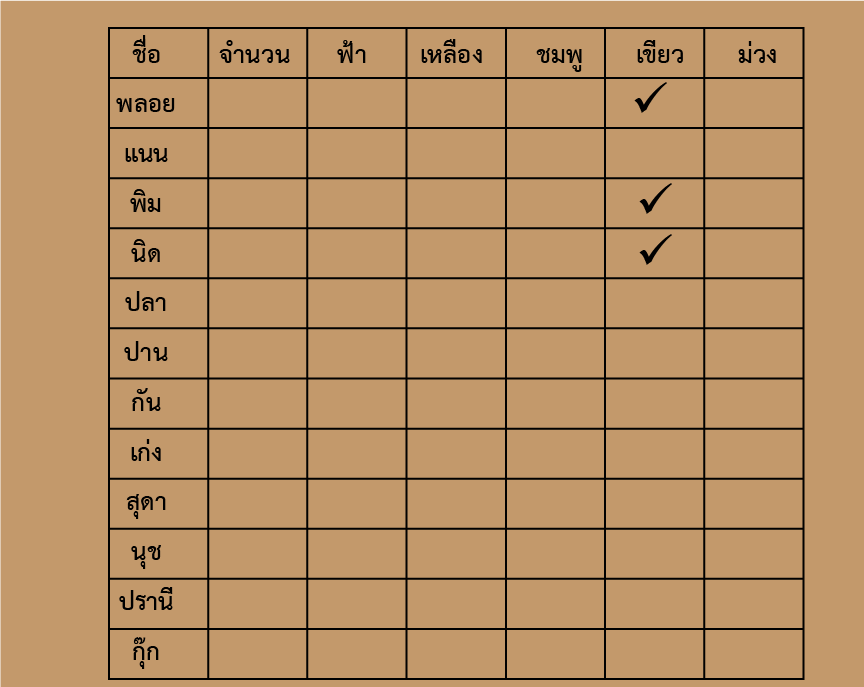 ชื่อ จำนวน ฟ้า เหลือง ชมพู เขียว ม่วง
พลอย ✓
แนน
พิม ✓
นิด ✓
ปลา
ปาน
กัน
เก่ง
สุดา
นุช
ปรานี
กุ๊ก